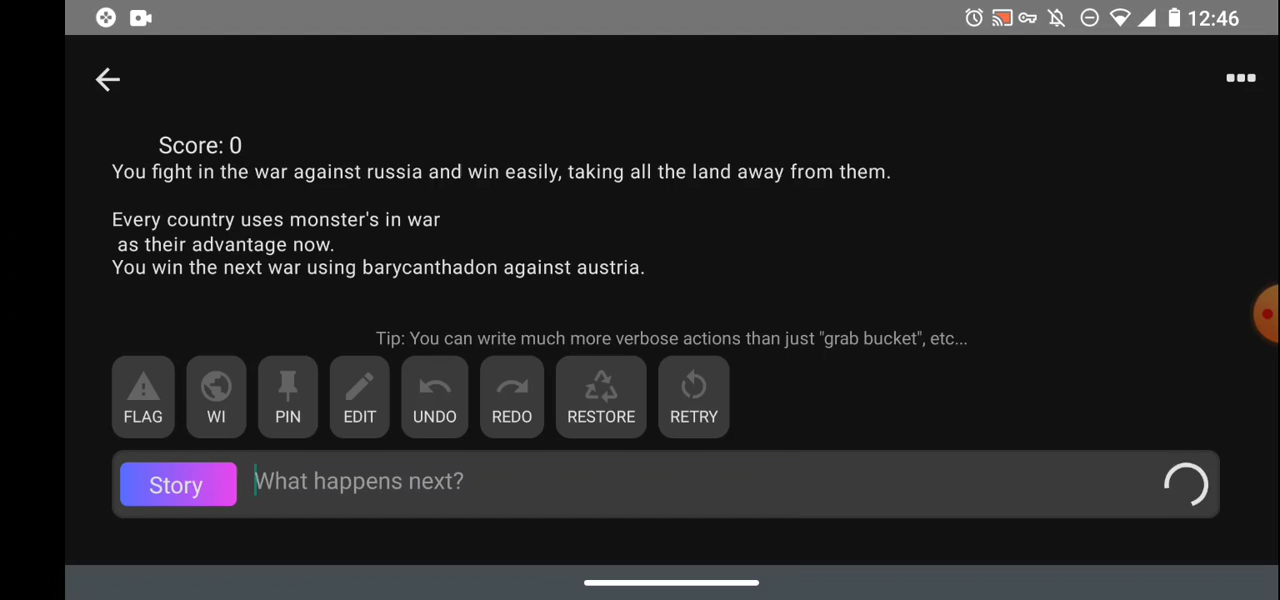 12:46
Score: 0
You fight in the war against russia and win easily, taking all the land away from them.
Every country uses monster's in war
as their advantage now.
You win the next war using barycanthadon against austria.
Tip: You can write much more verbose actions than just "grab bucket", etc...
FLAG WI PIN EDIT UNDO REDO RESTORE RETRY
Story What happens next?